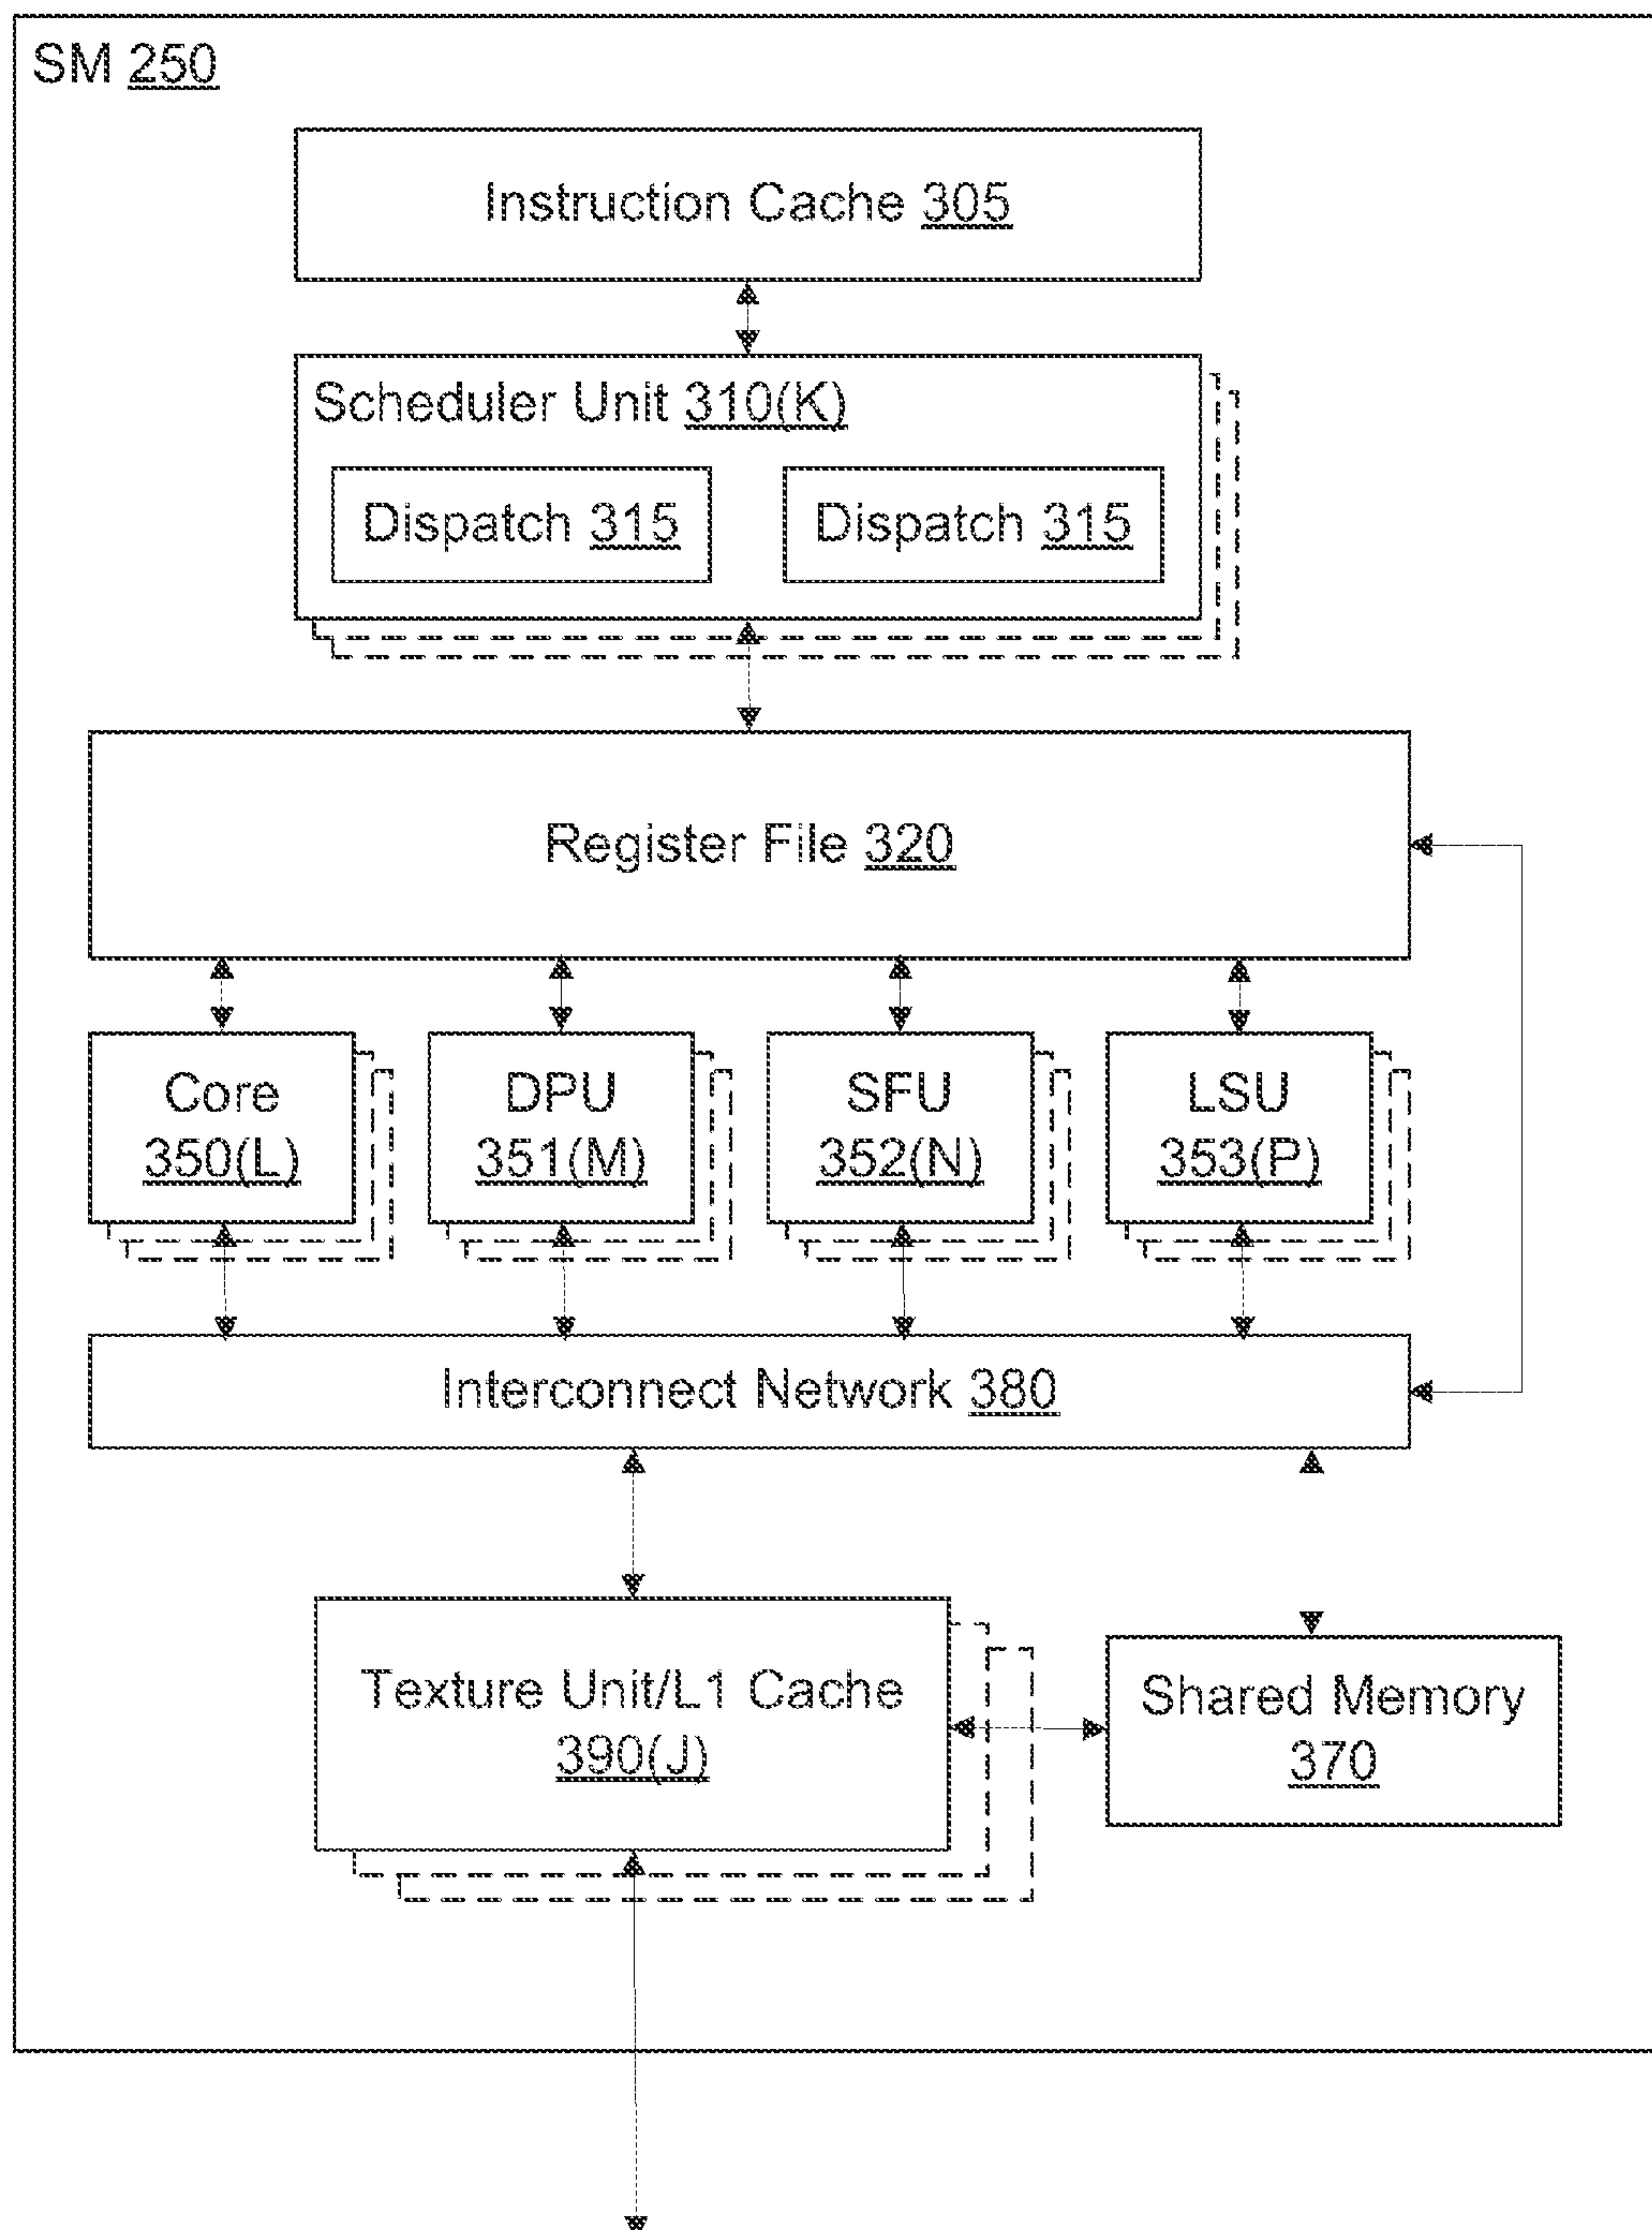 SM 250
Instruction Cache 305
Scheduler Unit 310(K)
Dispatch 315
Dispatch 315
Register File 320
Core
350(L)
DPU
351(M)
SFU
352(N)
LSU
353(P)
Interconnect Network 380
Texture Unit/L1 Cache
390(J)
Shared Memory
370